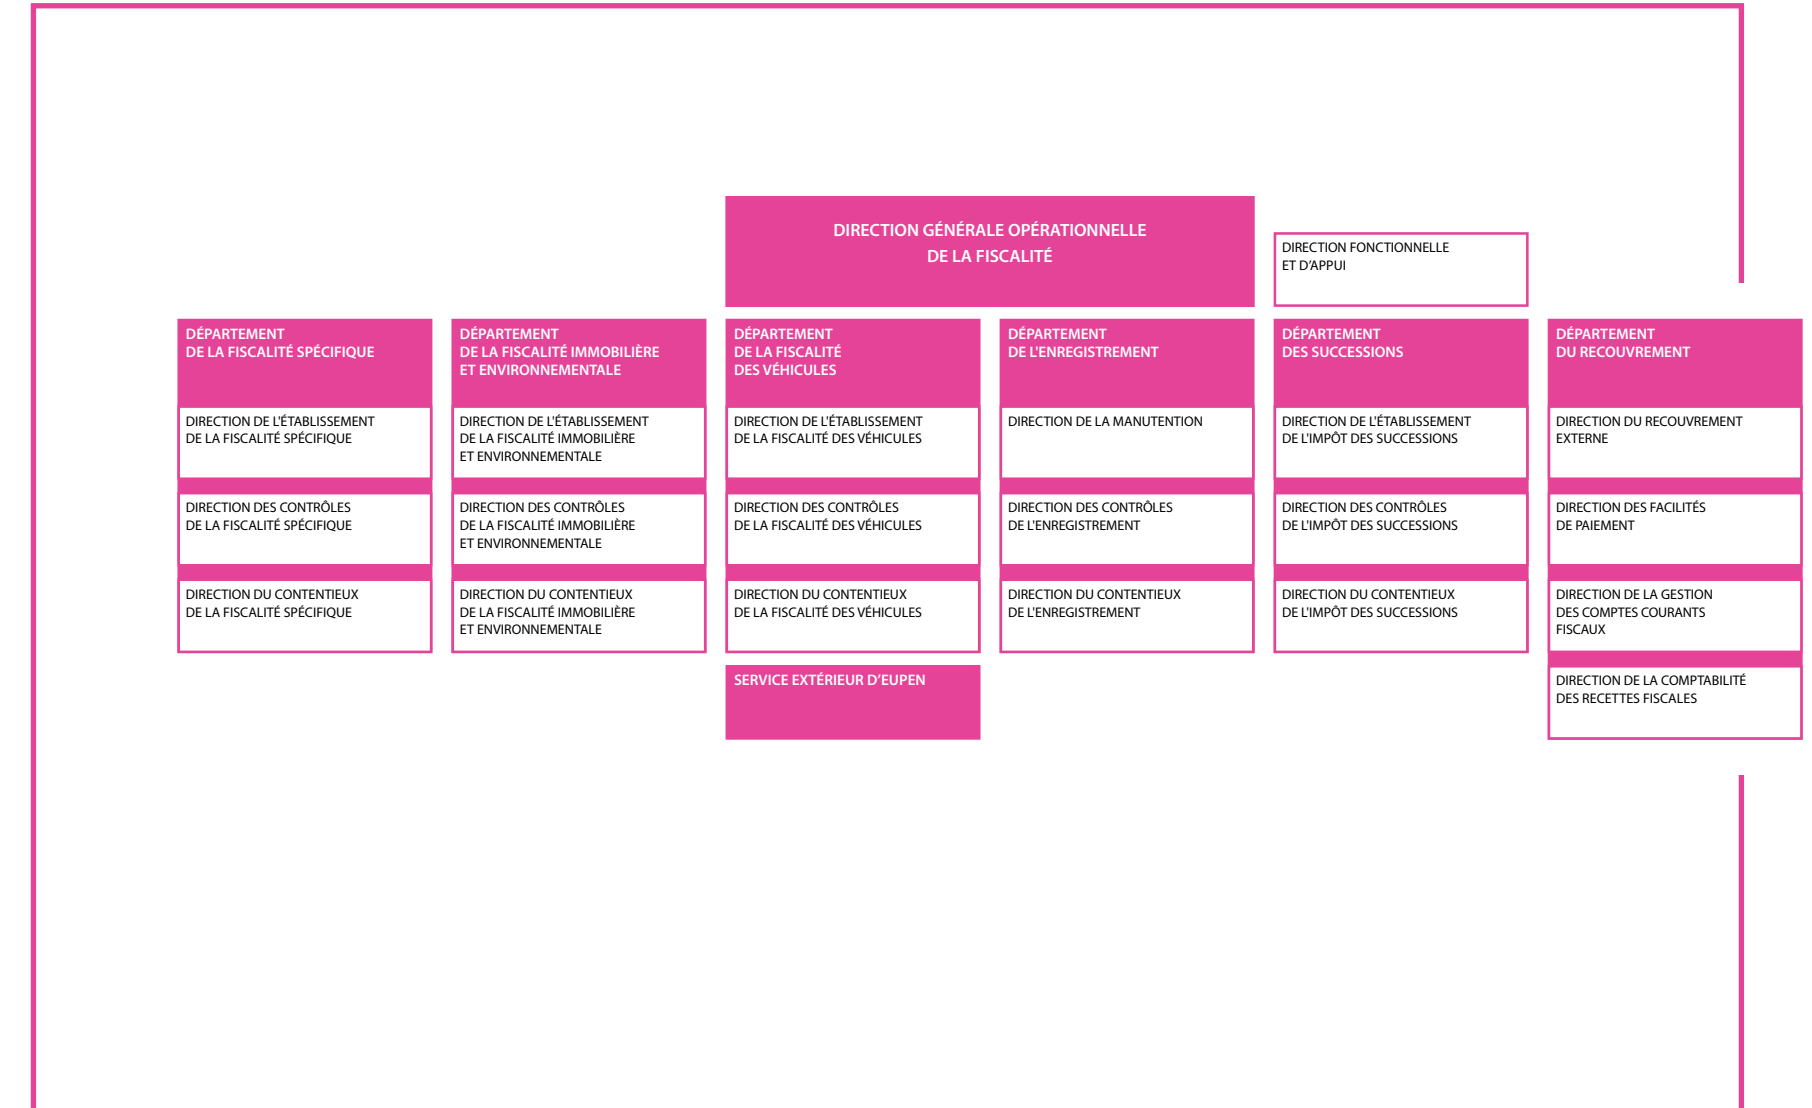 DIRECTION GÉNÉRALE OPÉRATIONNELLE
DE LA FISCALITÉ
DIRECTION FONCTIONNELLE
ET D'APPUI
DÉPARTEMENT
DE LA FISCALITÉ SPÉCIFIQUE
DIRECTION DE L'ÉTABLISSEMENT
DE LA FISCALITÉ SPÉCIFIQUE
DIRECTION DES CONTRÔLES
DE LA FISCALITÉ SPÉCIFIQUE
DIRECTION DU CONTENTIEUX
DE LA FISCALITÉ SPÉCIFIQUE
DÉPARTEMENT
DE LA FISCALITÉ IMMOBILIÈRE
ET ENVIRONNEMENTALE
DIRECTION DE L'ÉTABLISSEMENT
DE LA FISCALITÉ IMMOBILIÈRE
ET ENVIRONNEMENTALE
DIRECTION DES CONTRÔLES
DE LA FISCALITÉ IMMOBILIÈRE
ET ENVIRONNEMENTALE
DIRECTION DU CONTENTIEUX
DE LA FISCALITÉ IMMOBILIÈRE
ET ENVIRONNEMENTALE
DÉPARTEMENT
DE LA FISCALITÉ
DES VÉHICULES
DIRECTION DE L'ÉTABLISSEMENT
DE LA FISCALITÉ DES VÉHICULES
DIRECTION DES CONTRÔLES
DE LA FISCALITÉ DES VÉHICULES
DIRECTION DU CONTENTIEUX
DE LA FISCALITÉ DES VÉHICULES
SERVICE EXTÉRIEUR D'EUPEN
DÉPARTEMENT
DE L'ENREGISTREMENT
DIRECTION DE LA MANUTENTION
DIRECTION DES CONTRÔLES
DE L'ENREGISTREMENT
DIRECTION DU CONTENTIEUX
DE L'ENREGISTREMENT
DÉPARTEMENT
DES SUCCESSIONS
DIRECTION DE L'ÉTABLISSEMENT
DE L'IMPÔT DES SUCCESSIONS
DIRECTION DES CONTRÔLES
DE L'IMPÔT DES SUCCESSIONS
DIRECTION DU CONTENTIEUX
DE L'IMPÔT DES SUCCESSIONS
DÉPARTEMENT
DU RECOUVREMENT
DIRECTION DU RECOUVREMENT
EXTERNE
DIRECTION DES FACILITÉS
DE PAIEMENT
DIRECTION DE LA GESTION
DES COMPTES COURANTS
FISCAUX
DIRECTION DE LA COMPTABILITÉ
DES RECETTES FISCALES